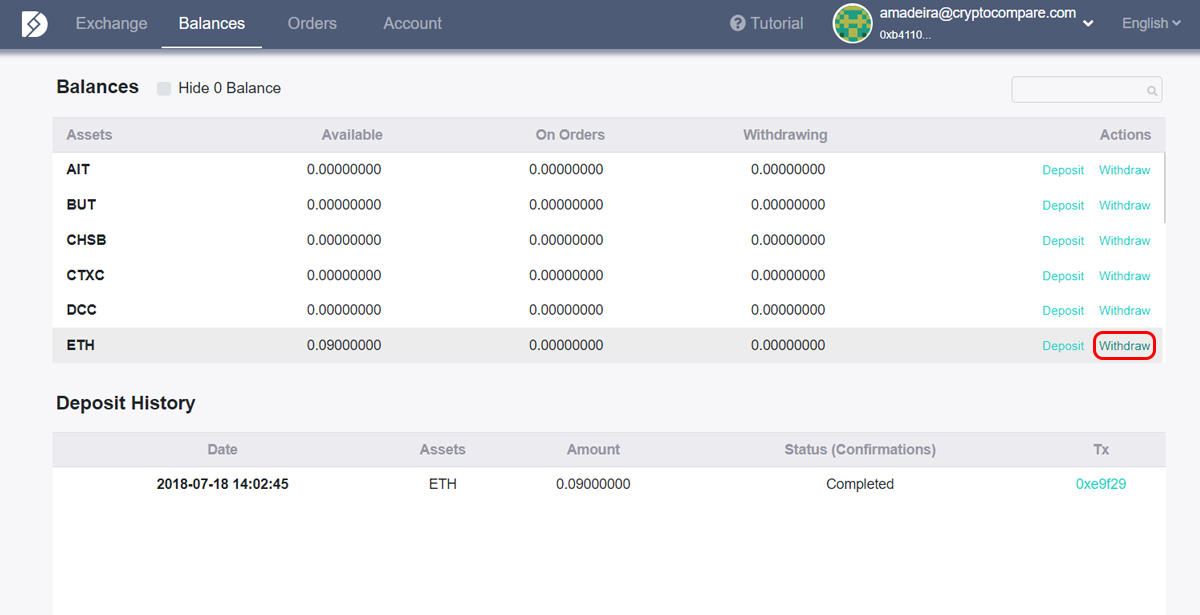 Exchange Balances Orders Account Tutorial amadeira@cryptocompare.com English
0xb4110...
Balances Hide 0 Balance
Assets Available On Orders Withdrawing Actions
AIT 0.00000000 0.00000000 0.00000000 Deposit Withdraw
BUT 0.00000000 0.00000000 0.00000000 Deposit Withdraw
CHSB 0.00000000 0.00000000 0.00000000 Deposit Withdraw
CTXC 0.00000000 0.00000000 0.00000000 Deposit Withdraw
DCC 0.00000000 0.00000000 0.00000000 Deposit Withdraw
ETH 0.09000000 0.00000000 0.00000000 Deposit Withdraw
Deposit History
Date Assets Amount Status (Confirmations) Tx
2018-07-18 14:02:45 ETH 0.09000000 Completed 0xe9f29